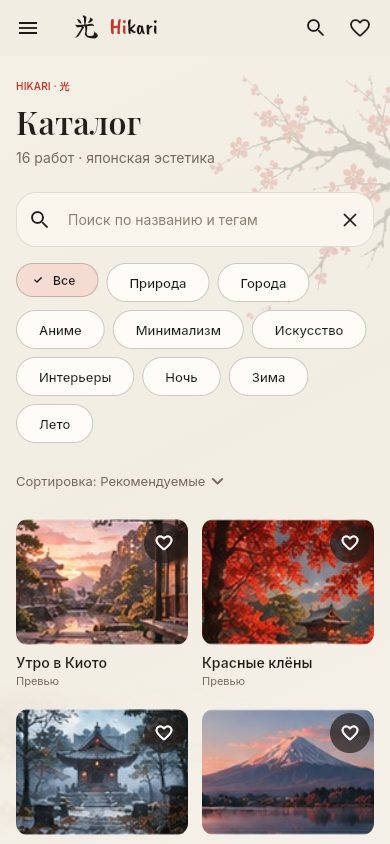 光 Hikari
HIKARI · 光
Каталог
16 работ · японская эстетика
Поиск по названию и тегам
Все
Природа
Города
Аниме
Минимализм
Искусство
Интерьеры
Ночь
Зима
Лето
Сортировка: Рекомендуемые
Утро в Киото
Красные клёны
Превью
Превью